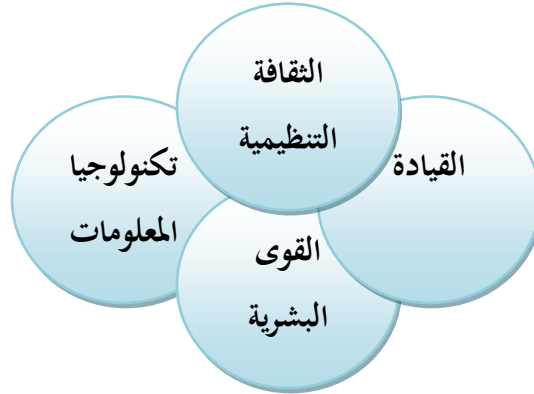 الثقافة
التنظيمية
القيادة
تكنولوجيا
المعلومات
القوى
البشرية